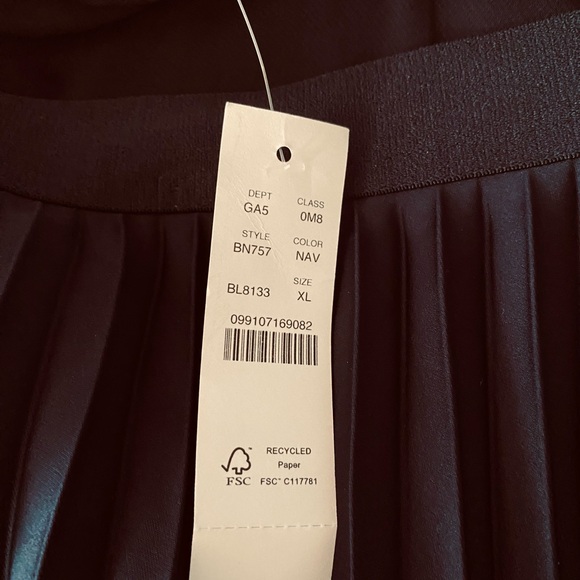 DEPT CLASS
GA5 0M8
STYLE COLOR
BN757 NAV
SIZE
BL8133 XL
099107169082
RECYCLED
Paper
FSC™ FSC® C117781